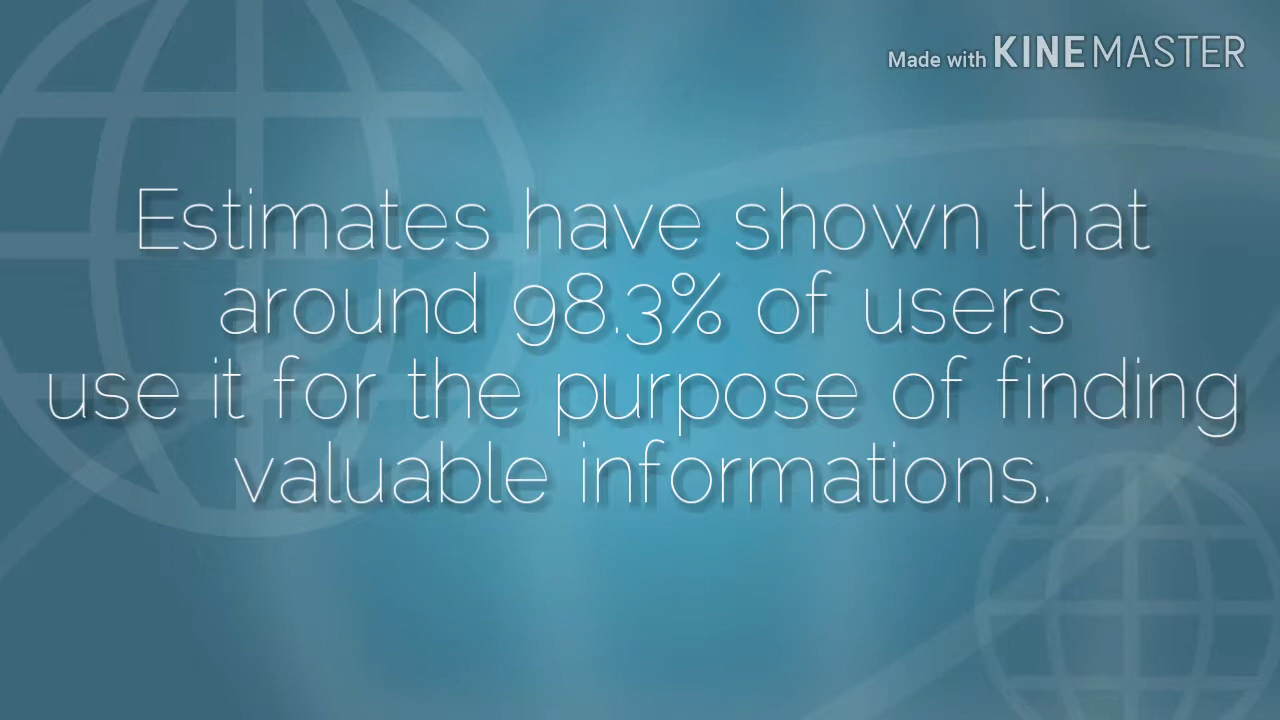 Made with KINEMASTER
Estimates have shown that
around 98.3% of users
use it for the purpose of finding
valuable informations.